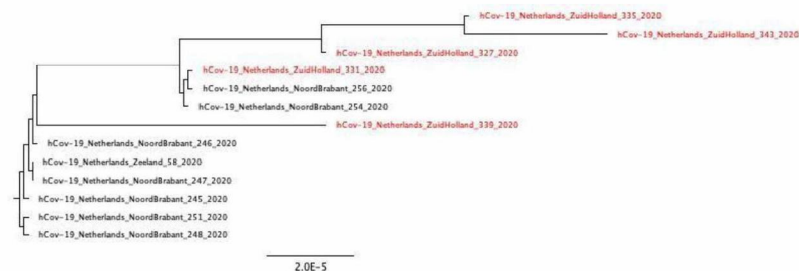 hCov-19_Netherlands_ZuidHolland_335_2020
hCov-19_Netherlands_ZuidHolland_343_2020
hCov-19_Netherlands_ZuidHolland_327_2020
hCov-19_Netherlands_ZuidHolland_331_2020
hCov-19_Netherlands_NoordBrabant_256_2020
hCov-19_Netherlands_NoordBrabant_254_2020
hCov-19_Netherlands_ZuidHolland_339_2020
hCov-19_Netherlands_NoordBrabant_246_2020
hCov-19_Netherlands_Zeeland_58_2020
hCov-19_Netherlands_NoordBrabant_247_2020
hCov-19_Netherlands_NoordBrabant_245_2020
hCov-19_Netherlands_NoordBrabant_251_2020
hCov-19_Netherlands_NoordBrabant_248_2020
2.0E-5